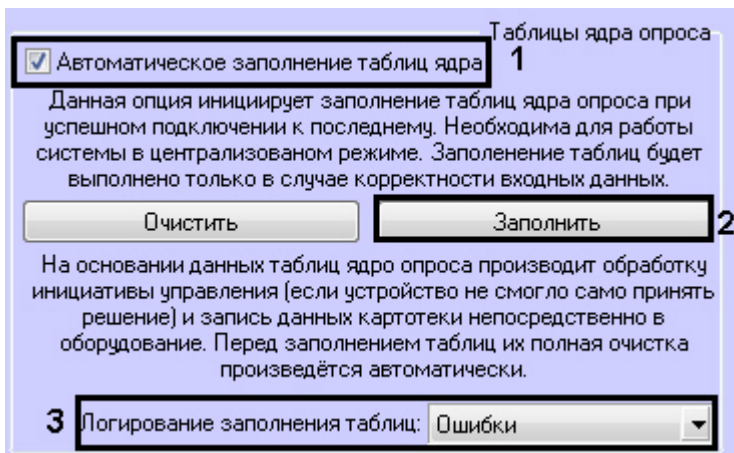 Таблицы ядра опроса
Автоматическое заполнение таблиц ядра 1
Данная опция инициирует заполнение таблиц ядра опроса при
успешном подключении к последнему. Необходима для работы
системы в централизованом режиме. Заполенение таблиц будет
выполнено только в случае корректности входных данных.
Очистить Заполнить 2
На основании данных таблиц ядро опроса производит обработку
инициативы управления (если устройство не смогло само принять
решение) и запись данных картотеки непосредственно в
оборудование. Перед заполнением таблиц их полная очистка
произведётся автоматически.
3 Логирование заполнения таблиц: Ошибки